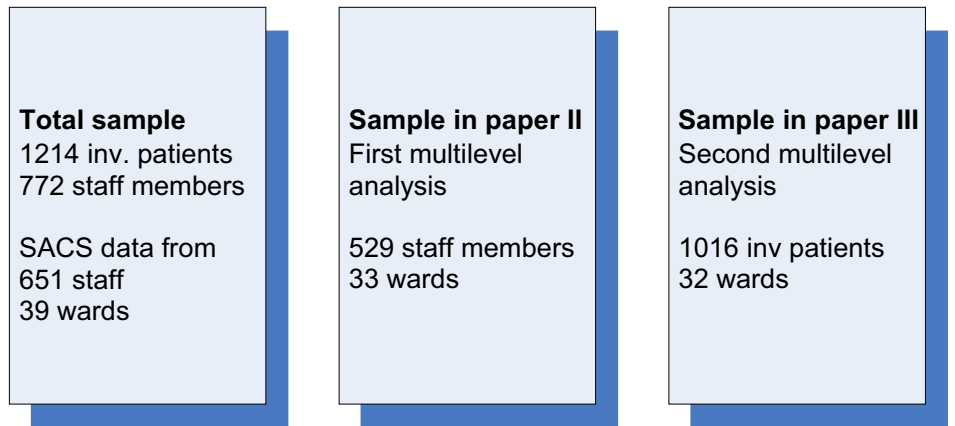 Total sample
1214 inv. patients
772 staff members
SACS data from
651 staff
39 wards
Sample in paper II
First multilevel
analysis
529 staff members
33 wards
Sample in paper III
Second multilevel
analysis
1016 inv patients
32 wards